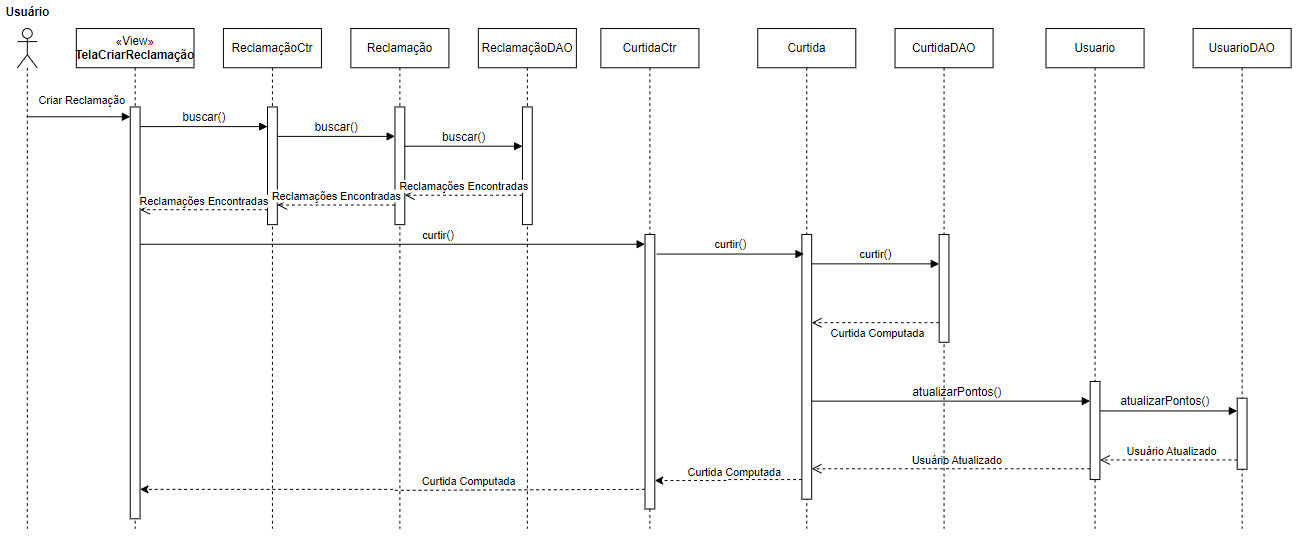 Usuário
«View»
TelaCriarReclamação
ReclamaçãoCtr
Reclamação
ReclamaçãoDAO
CurtidaCtr
Curtida
CurtidaDAO
Usuario
UsuarioDAO
Criar Reclamação
buscar()
buscar()
buscar()
Reclamações Encontradas
Reclamações Encontradas
Reclamações Encontradas
curtir()
curtir()
curtir()
Curtida Computada
atualizarPontos()
atualizarPontos()
Usuário Atualizado
Usuário Atualizado
Curtida Computada
Curtida Computada